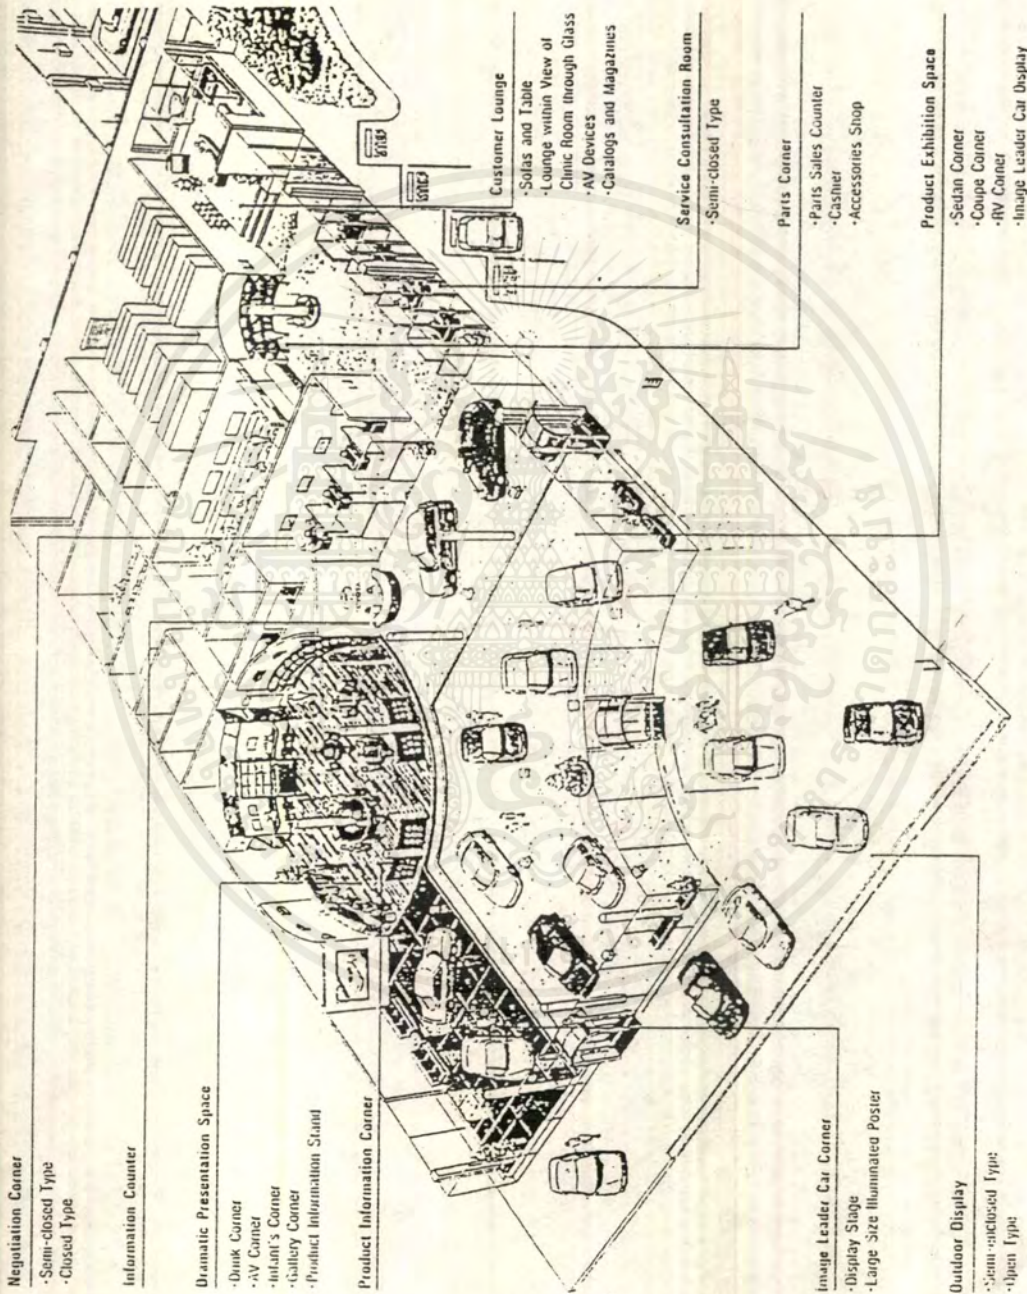 Negotiation Corner
·Semi-closed Type
·Closed Type
Information Counter
Dramatic Presentation Space
·Drink Corner
·AV Corner
·Infant's Corner
·Gallery Corner
·Product Information Stand
Product Information Corner
Image Leader Car Corner
·Display Stage
·Large Size Illuminated Poster
Outdoor Display
·Semi-enclosed Type
·Open Type
Customer Lounge
·Sofas and Table
·Lounge within View of
Clinic Room through Glass
·AV Devices
·Catalogs and Magazines
Service Consultation Room
·Semi-closed Type
Parts Corner
·Parts Sales Counter
·Cashier
·Accessories Shop
Product Exhibition Space
·Sedan Corner
·Coupe Corner
·RV Corner
·Image Leader Car Display